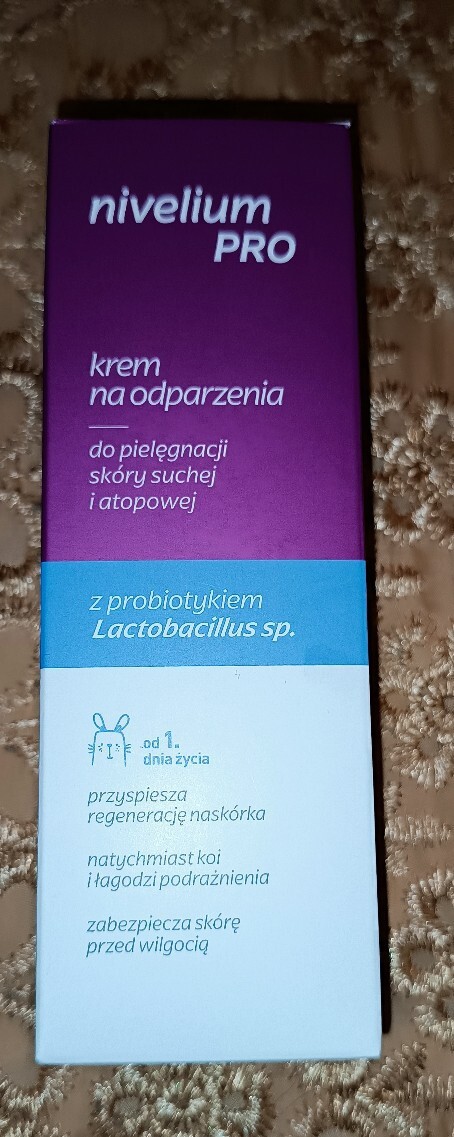 nivelium
PRO
krem
na odparzenia
do pielęgnacji
skóry suchej
i atopowej
z probiotykiem
Lactobacillus sp.
od 1.
dnia życia
przyspiesza
regenerację naskórka
natychmiast koi
i łagodzi podrażnienia
zabezpiecza skórę
przed wilgocią